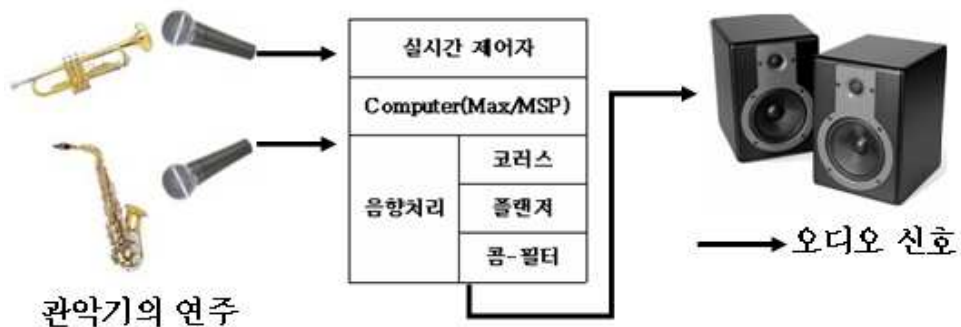 실시간 제어자
Computer(Max/MSP)
음향처리
코러스
플랜저
콤-필터
오디오 신호
관악기의 연주